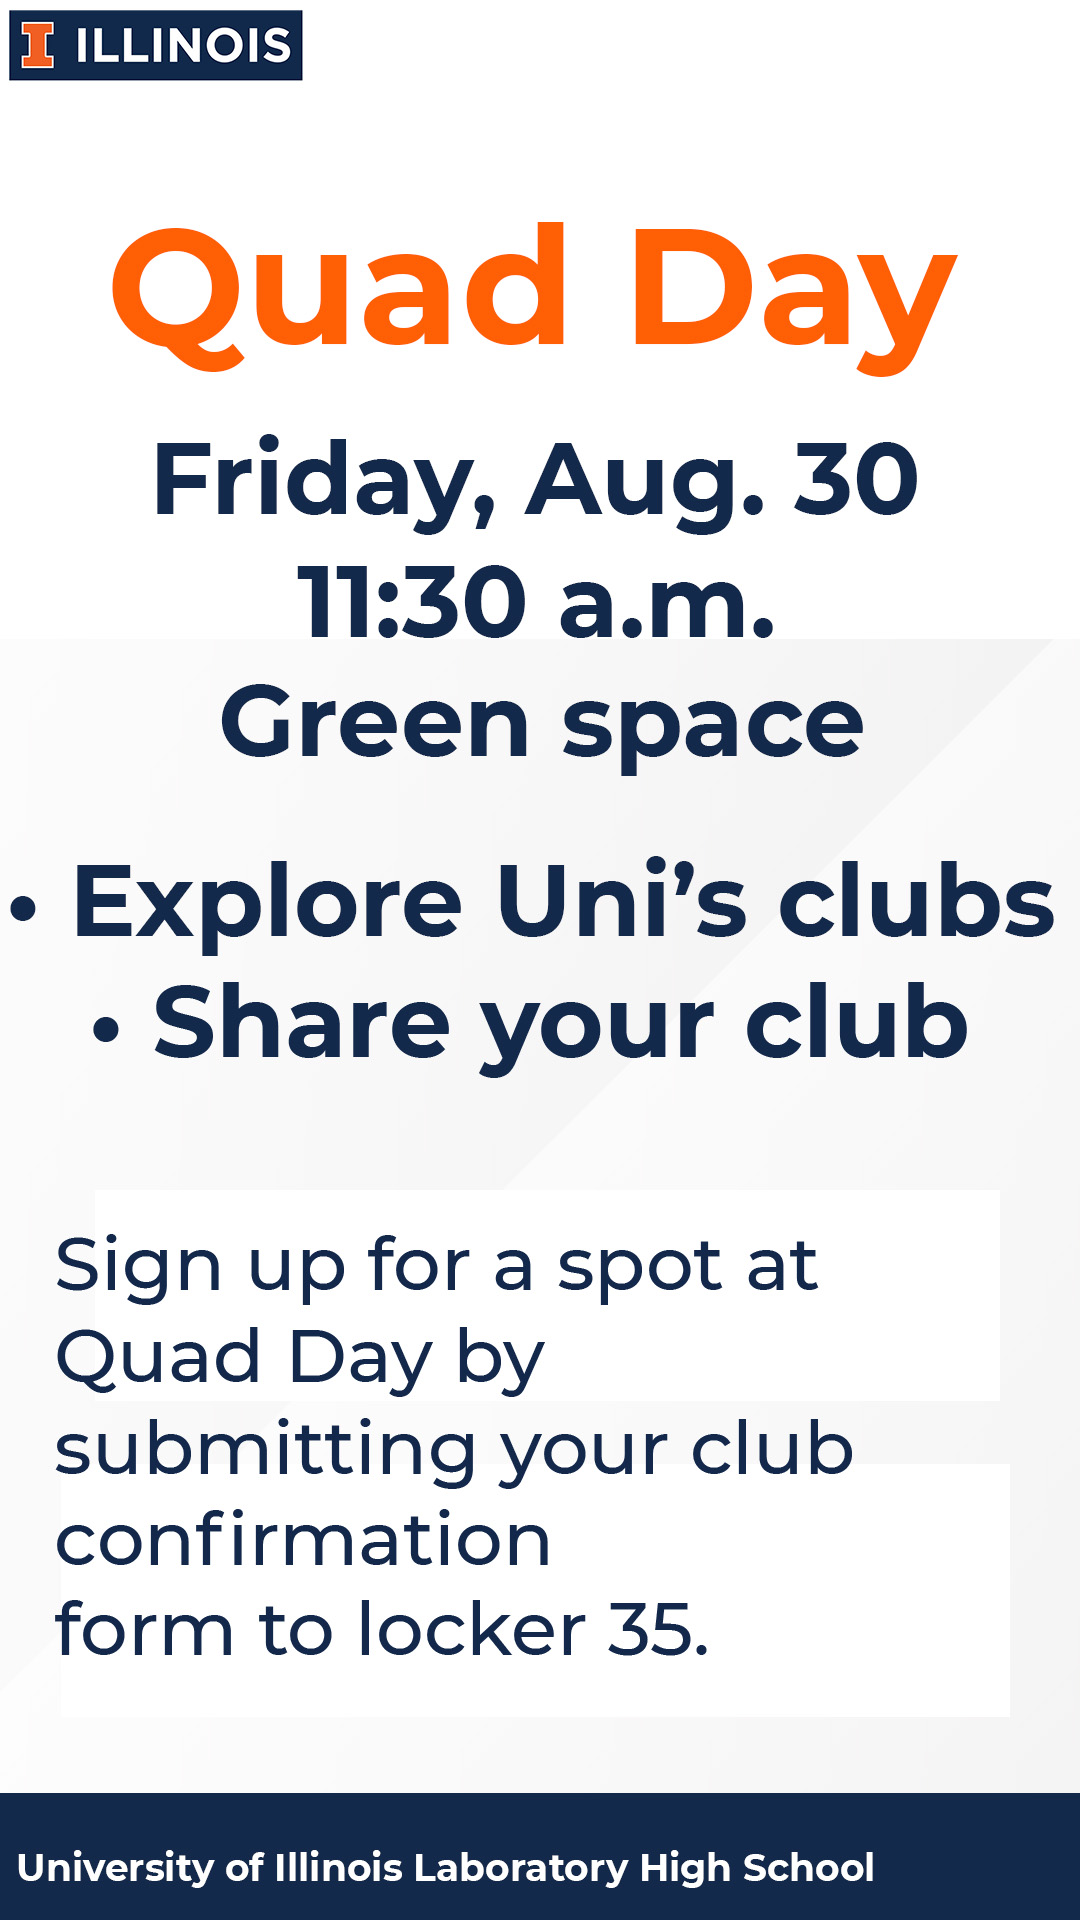 ILLINOIS
Quad Day
Friday, Aug. 30
11:30 a.m.
Green space
• Explore Uni’s clubs
• Share your club
Sign up for a spot at
Quad Day by
submitting your club
confirmation
form to locker 35.
University of Illinois Laboratory High School